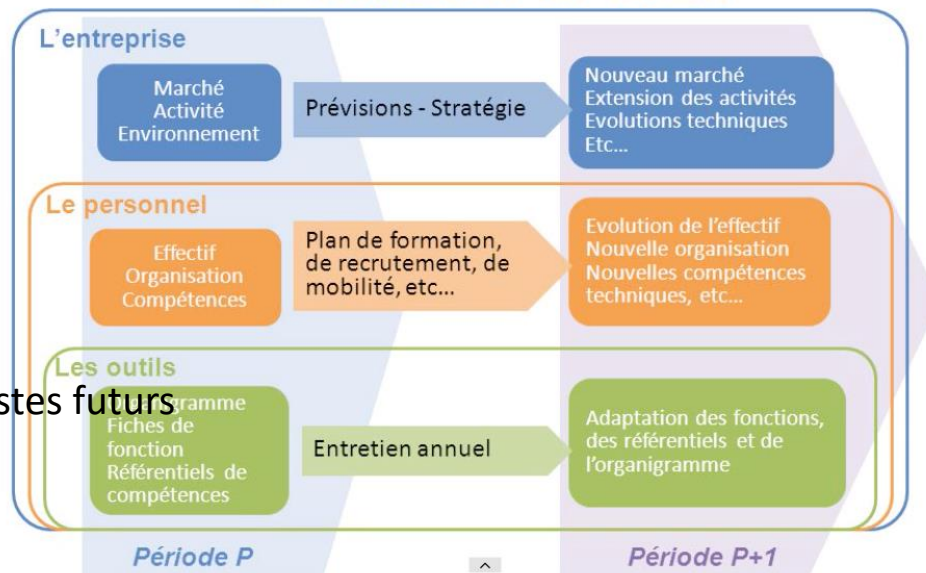 L'entreprise
Marché
Activité
Environnement
Prévisions - Stratégie
Nouveau marché
Extension des activités
Evolutions techniques
Etc...
Le personnel
Effectif
Organisation
Compétences
Plan de formation,
de recrutement, de
mobilité, etc...
Evolution de l'effectif
Nouvelle organisation
Nouvelles compétences
techniques, etc...
Les outils
stes futurs
Organigramme
Fiches de
fonction
Référentiels de
compétences
Entretien annuel
Adaptation des fonctions,
des référentiels et de
l'organigramme
Période P
Période P+1